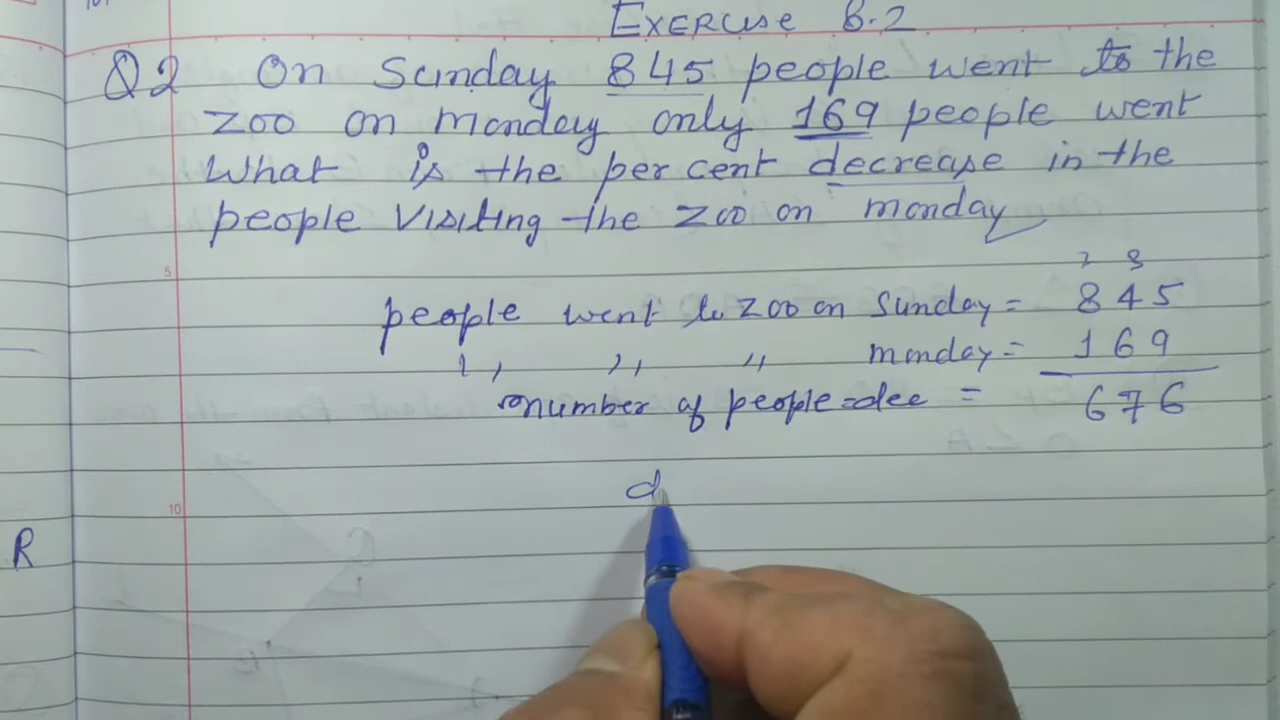 Exercise 8.2
Q2 On Sunday 845 people went to the
zoo on monday only 169 people went
What is the per cent decrease in the
people visiting the zoo on monday
5
7 3
people went to zoo on Sunday = 845
,, ,, ,, monday = 169
number of people dec = 676
d
10
R